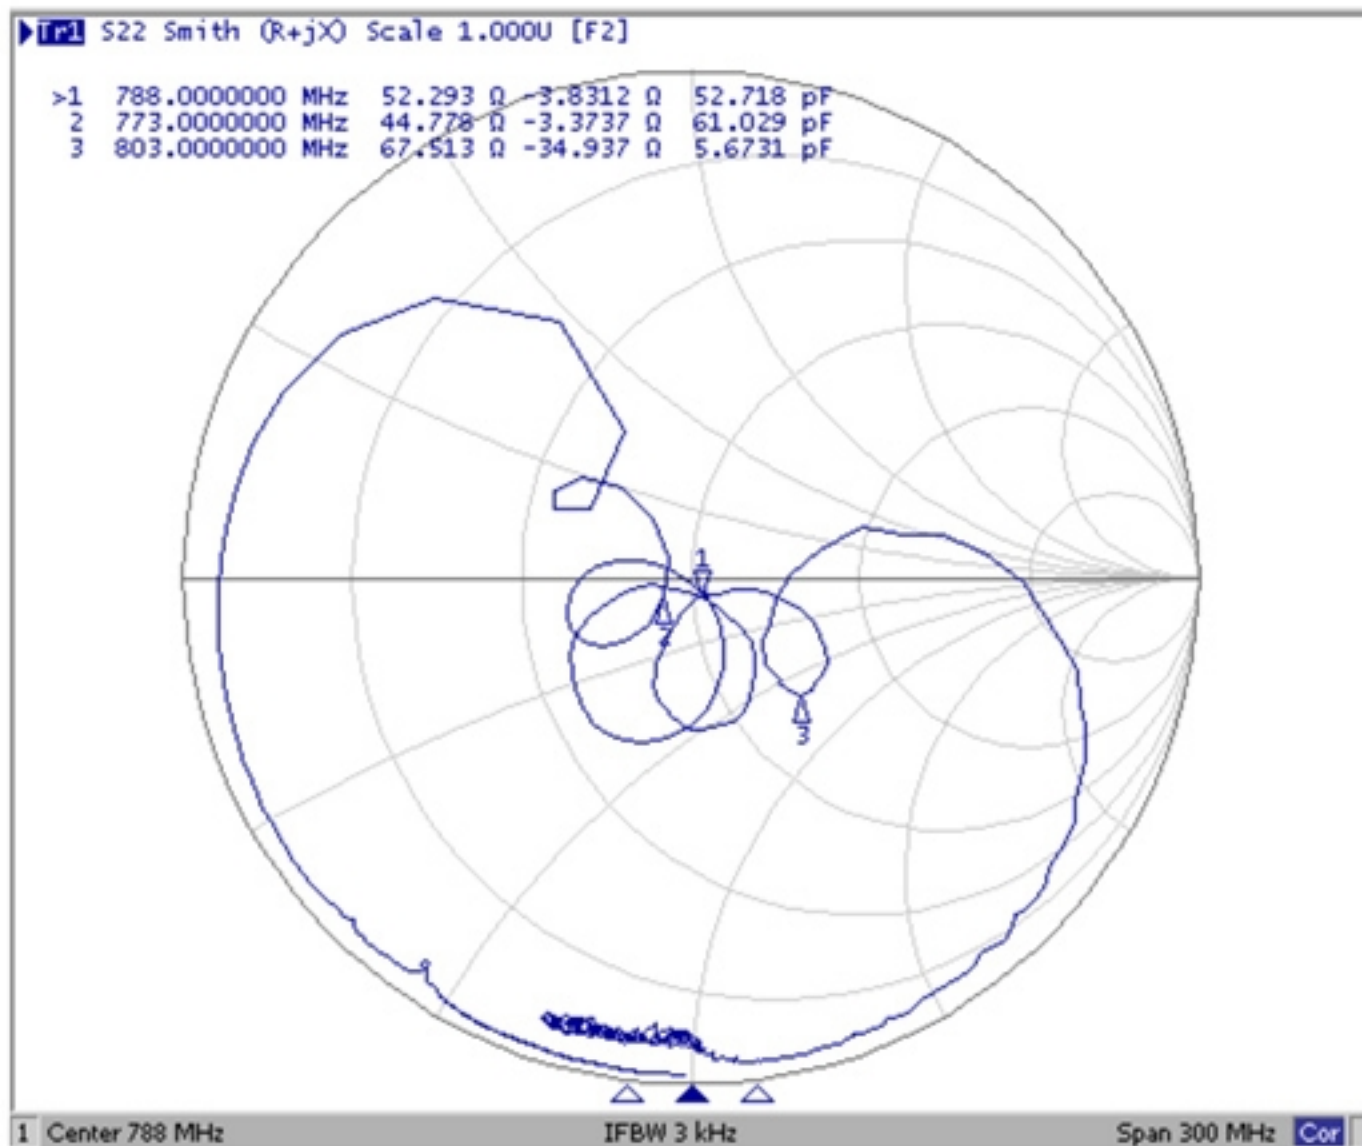 Tr1 S22 Smith (R+jX) Scale 1.000U [F2]
>1 788.0000000 MHz 52.293 Ω -3.8312 Ω 52.718 pF
2 773.0000000 MHz 44.778 Ω -3.3737 Ω 61.029 pF
3 803.0000000 MHz 67.513 Ω -34.937 Ω 5.6731 pF
1
2
3
1 Center 788 MHz IFBW 3 kHz Span 300 MHz Cor